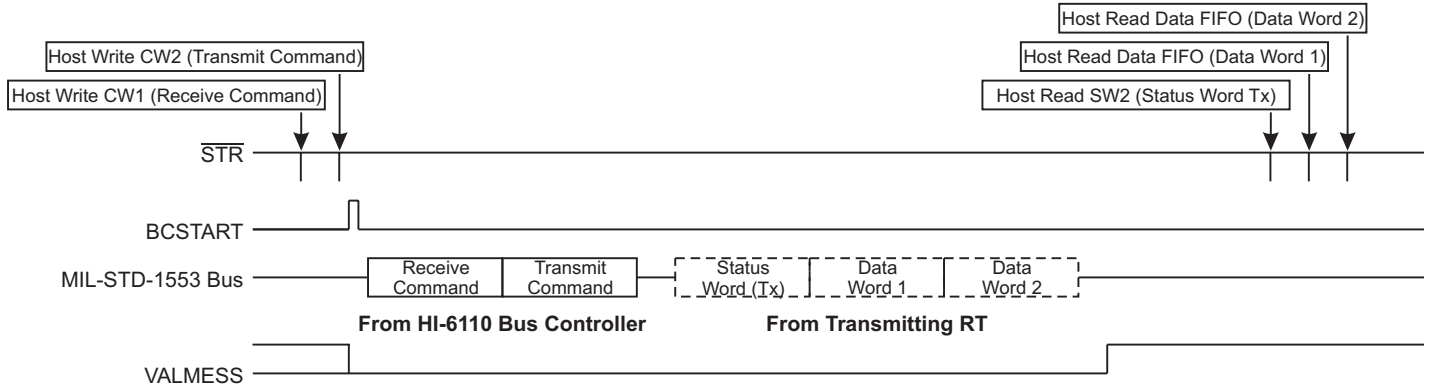 Host Read Data FIFO (Data Word 2)
Host Write CW2 (Transmit Command)
Host Read Data FIFO (Data Word 1)
Host Write CW1 (Receive Command)
Host Read SW2 (Status Word Tx)
STR
BCSTART
MIL-STD-1553 Bus
Receive
Command
Transmit
Command
Status
Word (Tx)
Data
Word 1
Data
Word 2
From HI-6110 Bus Controller
From Transmitting RT
VALMESS